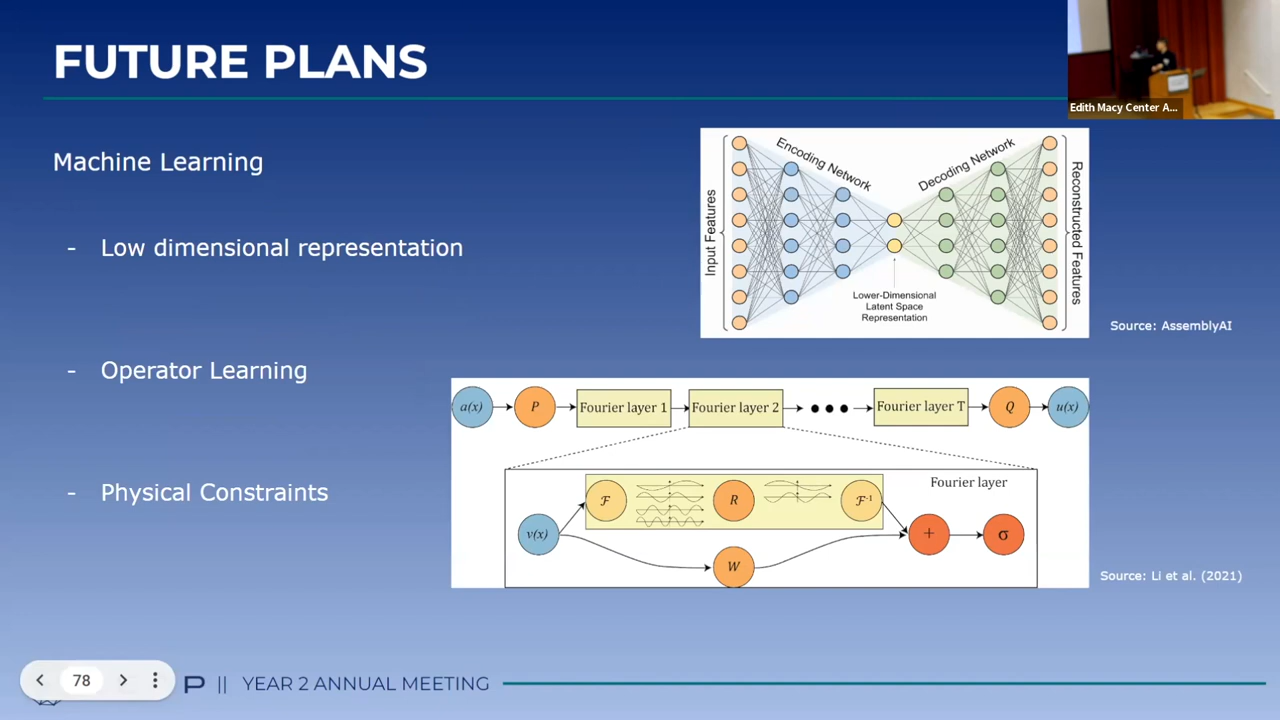 FUTURE PLANS
Edith Macy Center A...
Machine Learning
- Low dimensional representation
- Operator Learning
- Physical Constraints
Input Features
Encoding Network
Decoding Network
Reconstructed Features
Lower-Dimensional
Latent Space
Representation
Source: AssemblyAI
a(x) P Fourier layer 1 Fourier layer 2 ••• Fourier layer T Q u(x)
Fourier layer
v(x) F R F⁻¹ + σ
W
Source: Li et al. (2021)
78
P || YEAR 2 ANNUAL MEETING